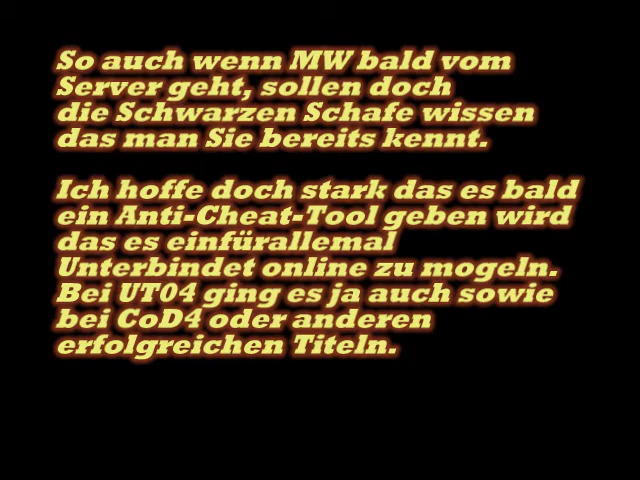 So auch wenn MW bald vom
Server geht, sollen doch
die Schwarzen Schafe wissen
das man Sie bereits kennt.
Ich hoffe doch stark das es bald
ein Anti-Cheat-Tool geben wird
das es einfürallemal
Unterbindet online zu mogeln.
Bei UT04 ging es ja auch sowie
bei CoD4 oder anderen
erfolgreichen Titeln.